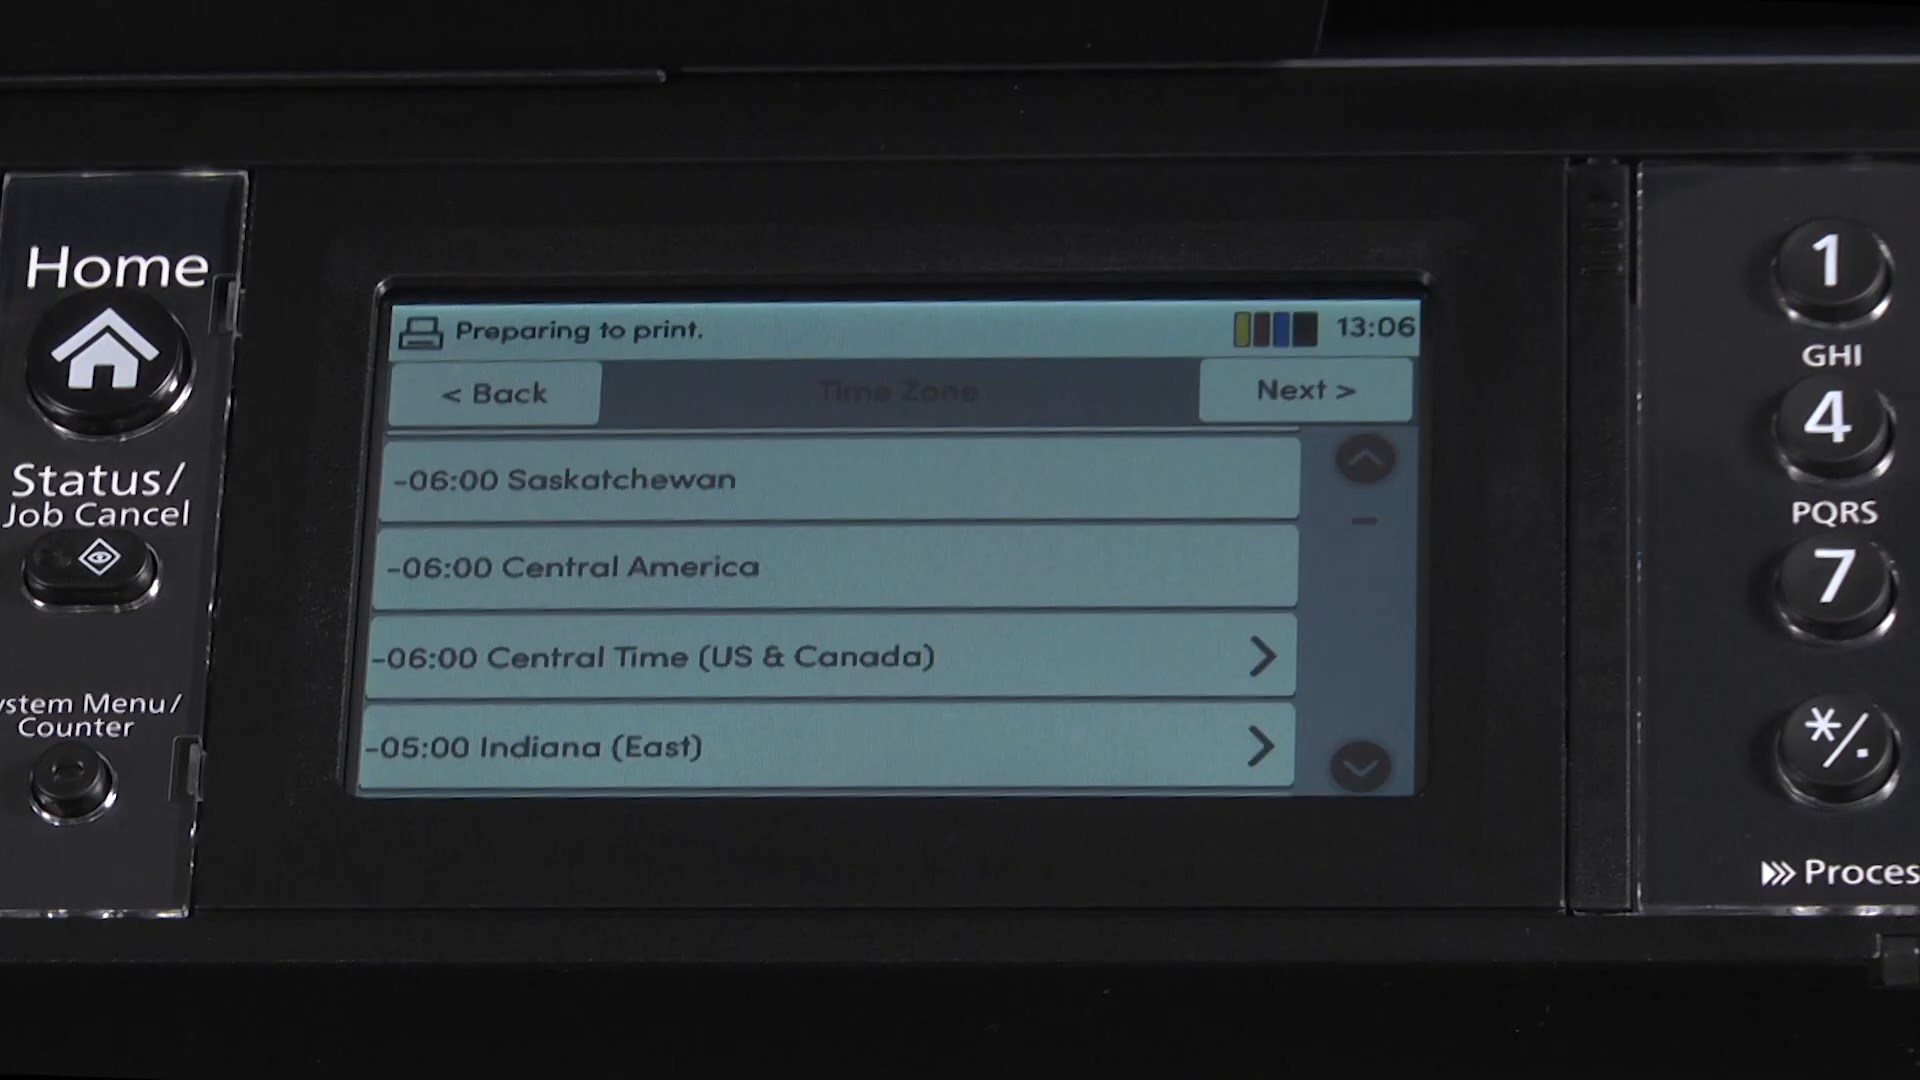 Home
Status/
Job Cancel
ystem Menu/
Counter
Preparing to print.
13:06
< Back
Time Zone
Next >
-06:00 Saskatchewan
-06:00 Central America
-06:00 Central Time (US & Canada)
-05:00 Indiana (East)
1
GHI
4
PQRS
7
*/.
Proces